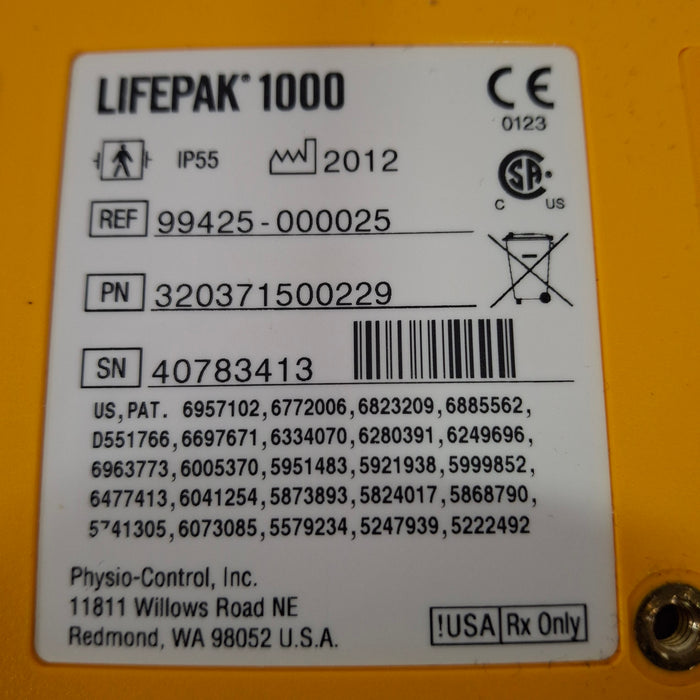 LIFEPAK® 1000
CE
0123
IP55 2012
C US
REF 99425-000025
PN 320371500229
SN 40783413
US,PAT. 6957102,6772006,6823209,6885562,
D551766,6697671,6334070,6280391,6249696,
6963773,6005370,5951483,5921938,5999852,
6477413,6041254,5873893,5824017,5868790,
5741305,6073085,5579234,5247939,5222492
Physio-Control, Inc.
11811 Willows Road NE
Redmond, WA 98052 U.S.A.
!USA Rx Only